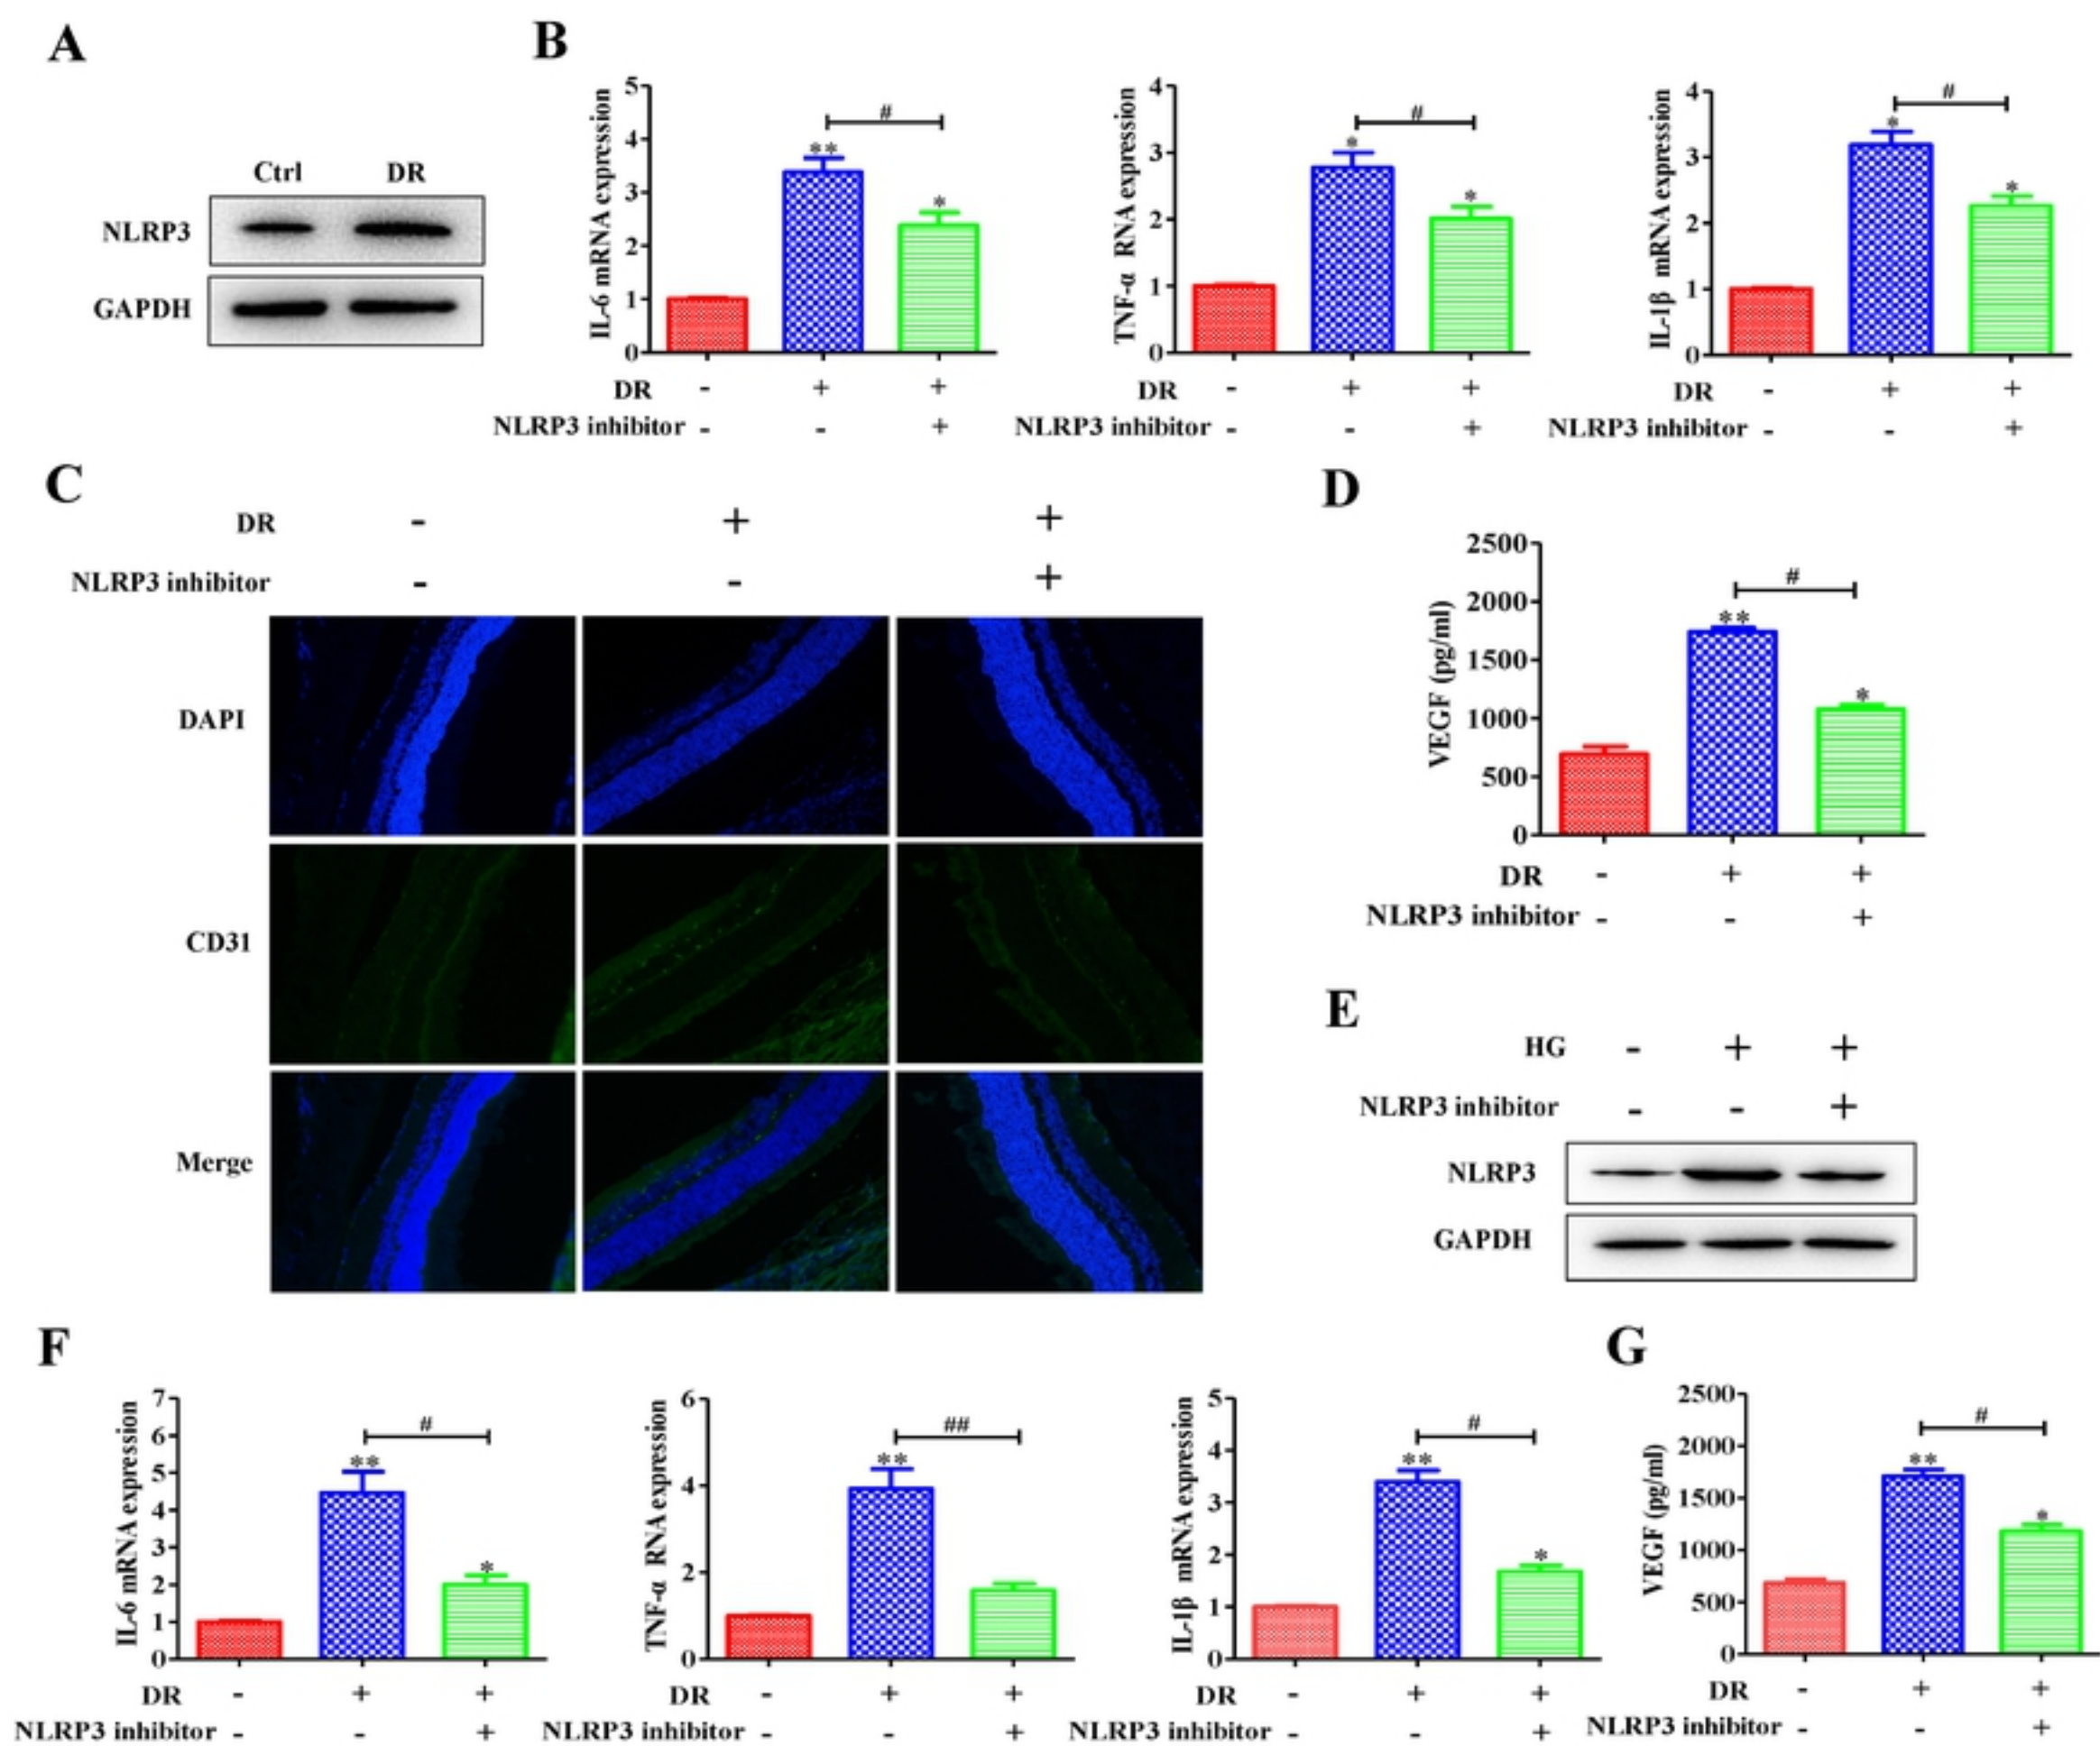 A
Ctrl DR
NLRP3
GAPDH
B
IL-6 mRNA expression
5
4
3
2
1
0
** * #
DR - + +
NLRP3 inhibitor - - +
TNF-α RNA expression
4
3
2
1
0
* * #
DR - + +
NLRP3 inhibitor - - +
IL-1β mRNA expression
4
3
2
1
0
* * #
DR - + +
NLRP3 inhibitor - - +
C
DR - + +
NLRP3 inhibitor - - +
DAPI
CD31
Merge
D
VEGF (pg/ml)
2500
2000
1500
1000
500
0
** * #
DR - + +
NLRP3 inhibitor - - +
E
HG - + +
NLRP3 inhibitor - - +
NLRP3
GAPDH
F
IL-6 mRNA expression
7
6
5
4
3
2
1
0
** * #
DR - + +
NLRP3 inhibitor - - +
TNF-α RNA expression
6
4
2
0
** ##
DR - + +
NLRP3 inhibitor - - +
IL-1β mRNA expression
5
4
3
2
1
0
** * #
DR - + +
NLRP3 inhibitor - - +
G
VEGF (pg/ml)
2500
2000
1500
1000
500
0
** * #
DR - + +
NLRP3 inhibitor - - +